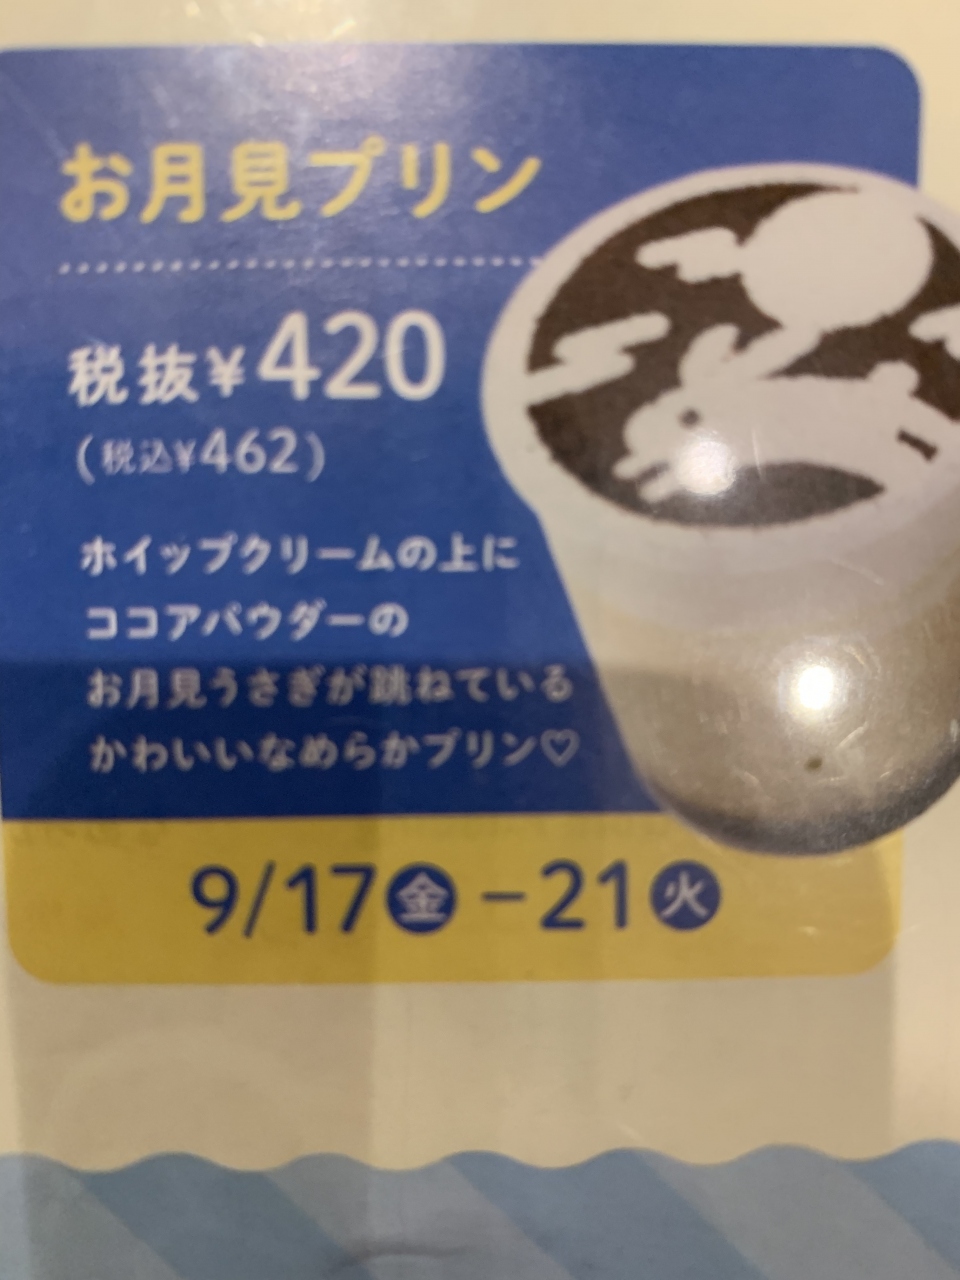 お月見プリン
税抜¥420
(税込¥462)
ホイップクリームの上に
ココアパウダーの
お月見うさぎが跳ねている
かわいいなめらかプリン♡
9/17金-21火